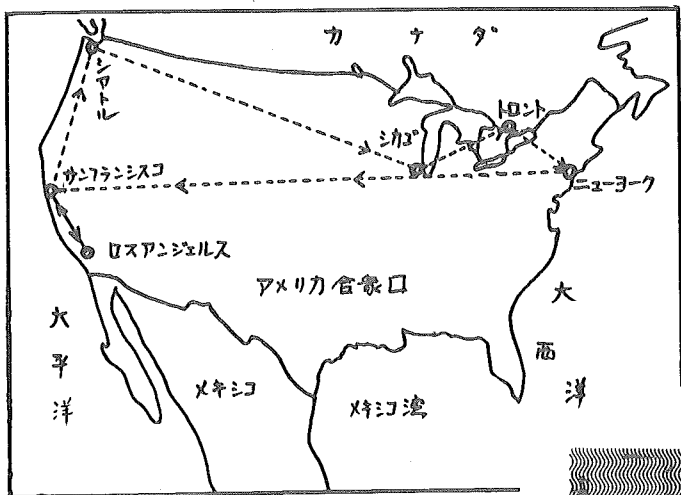 カナダ
シアトル
トロント
シカゴ
サンフランシスコ
ニューヨーク
ロスアンジェルス
アメリカ合衆口
大平洋
大西洋
メキシコ
メキシコ湾